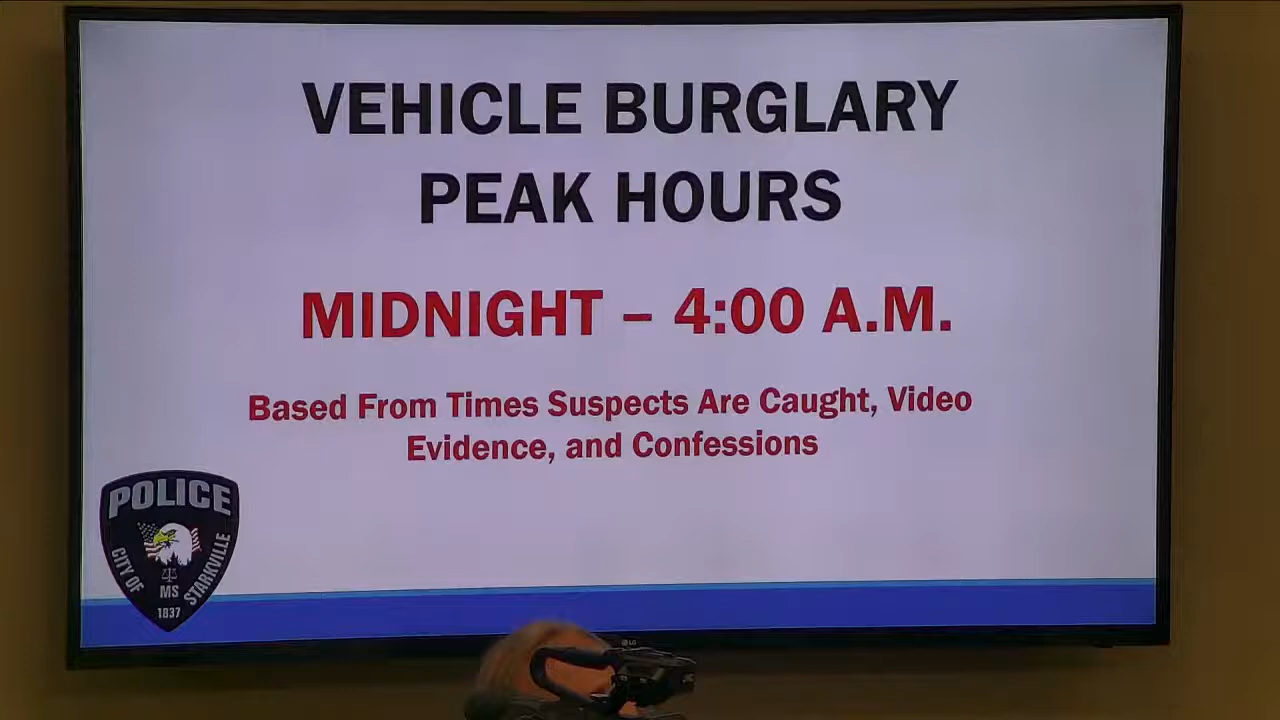 VEHICLE BURGLARY
PEAK HOURS
MIDNIGHT – 4:00 A.M.
Based From Times Suspects Are Caught, Video
Evidence, and Confessions
POLICE
CITY OF STARKVILLE
MS
1837
LG